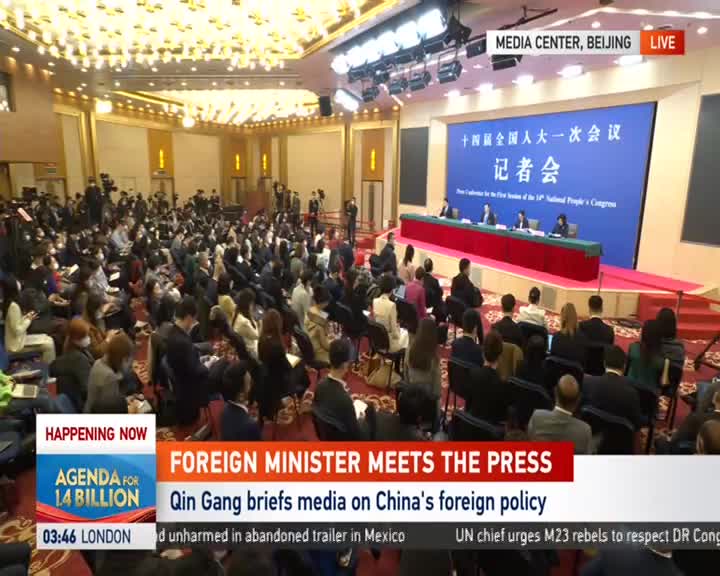 MEDIA CENTER, BEIJING
LIVE
十四届全国人大一次会议
记者会
Press Conference for the First Session of the 14th National People's Congress
HAPPENING NOW
AGENDA FOR
1.4 BILLION
FOREIGN MINISTER MEETS THE PRESS
Qin Gang briefs media on China's foreign policy
03:46 LONDON
d unharmed in abandoned trailer in Mexico
UN chief urges M23 rebels to respect DR Cong